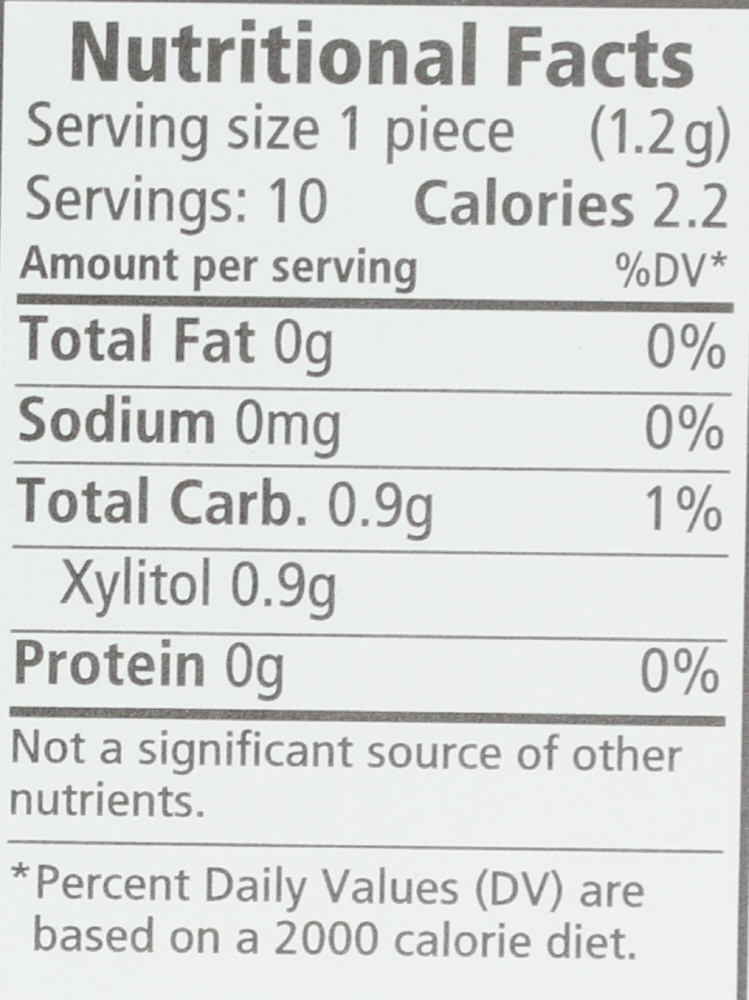 Nutritional Facts
Serving size 1 piece (1.2g)
Servings: 10 Calories 2.2
Amount per serving %DV*
Total Fat 0g 0%
Sodium 0mg 0%
Total Carb. 0.9g 1%
Xylitol 0.9g
Protein 0g 0%
Not a significant source of other
nutrients.
*Percent Daily Values (DV) are
based on a 2000 calorie diet.